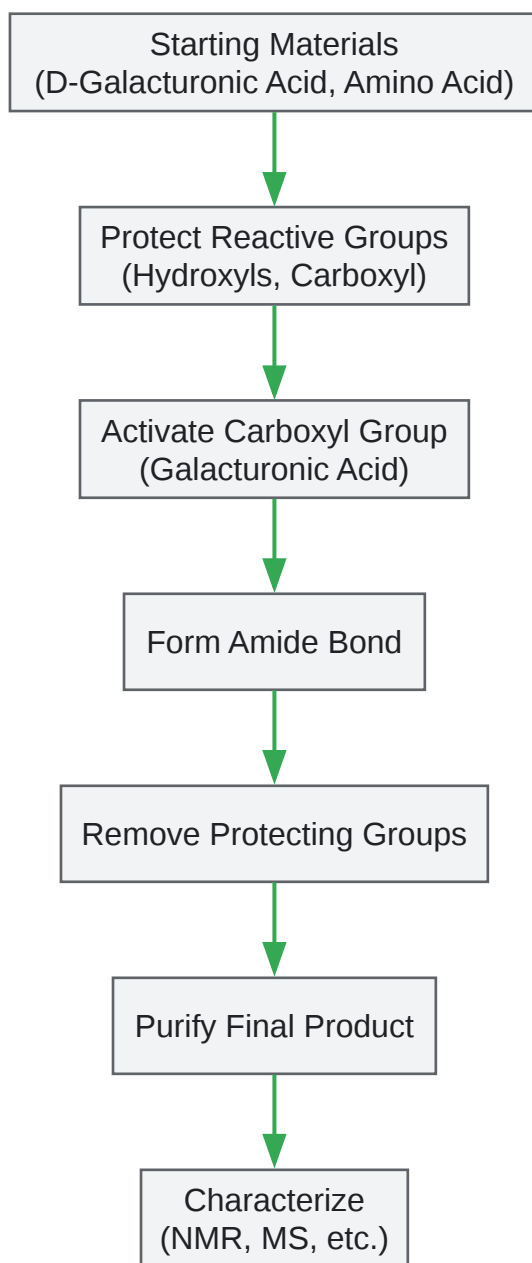 Starting Materials
(D-Galacturonic Acid, Amino Acid)
Protect Reactive Groups
(Hydroxyls, Carboxyl)
Activate Carboxyl Group
(Galacturonic Acid)
Form Amide Bond
Remove Protecting Groups
Purify Final Product
Characterize
(NMR, MS, etc.)